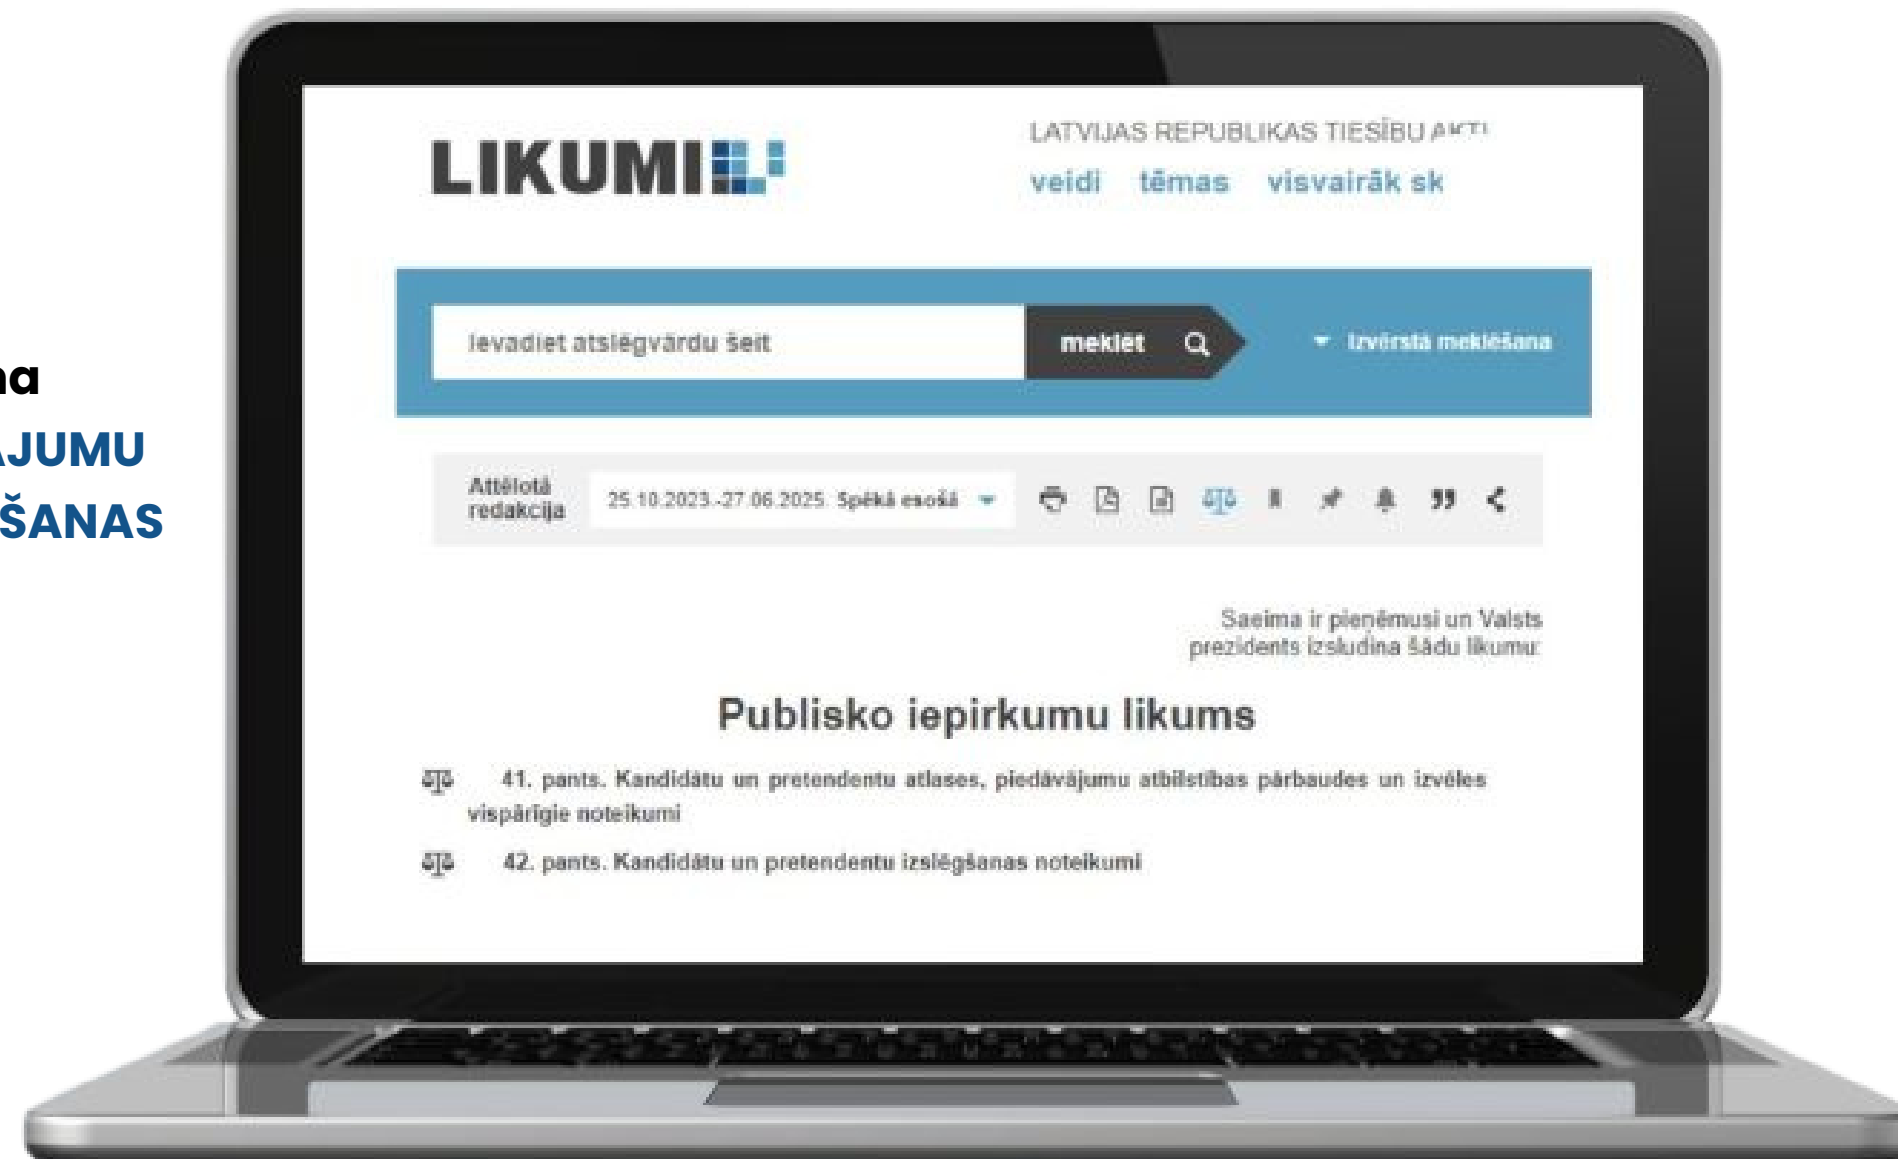 na
ĀJUMU
ŠANAS
LIKUMI
LATVIJAS REPUBLIKAS TIESĪBU AKTI
veidi tēmas visvairāk sk
Ievadiet atslēgvārdu šeit
meklēt
Izvērstā meklēšana
Attēlotā
redakcija
25.10.2023.-27.06.2025. Spēkā esošā
Saeima ir pieņēmusi un Valsts
prezidents izsludina šādu likumu:
Publisko iepirkumu likums
41. pants. Kandidātu un pretendentu atlases, piedāvājumu atbilstības pārbaudes un izvēles
vispārīgie noteikumi
42. pants. Kandidātu un pretendentu izslēgšanas noteikumi